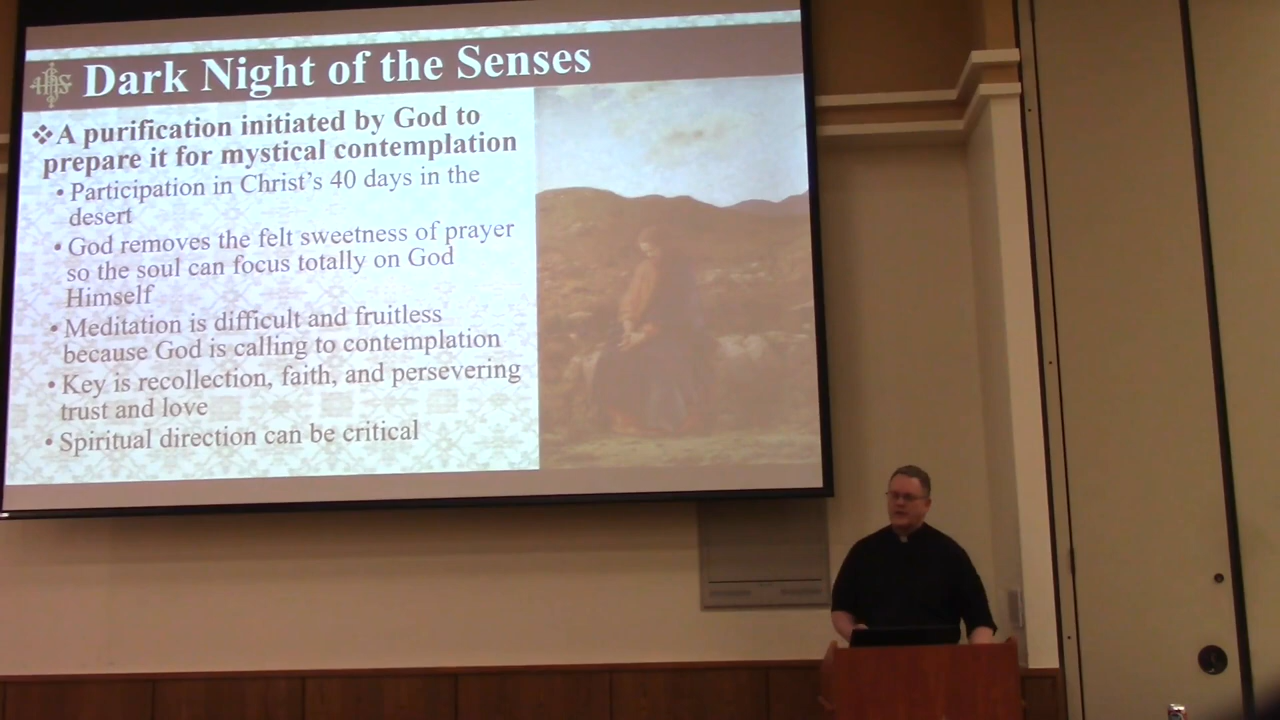 IHS
Dark Night of the Senses
❖A purification initiated by God to
prepare it for mystical contemplation
• Participation in Christ's 40 days in the
desert
• God removes the felt sweetness of prayer
so the soul can focus totally on God
Himself
• Meditation is difficult and fruitless
because God is calling to contemplation
• Key is recollection, faith, and persevering
trust and love
• Spiritual direction can be critical